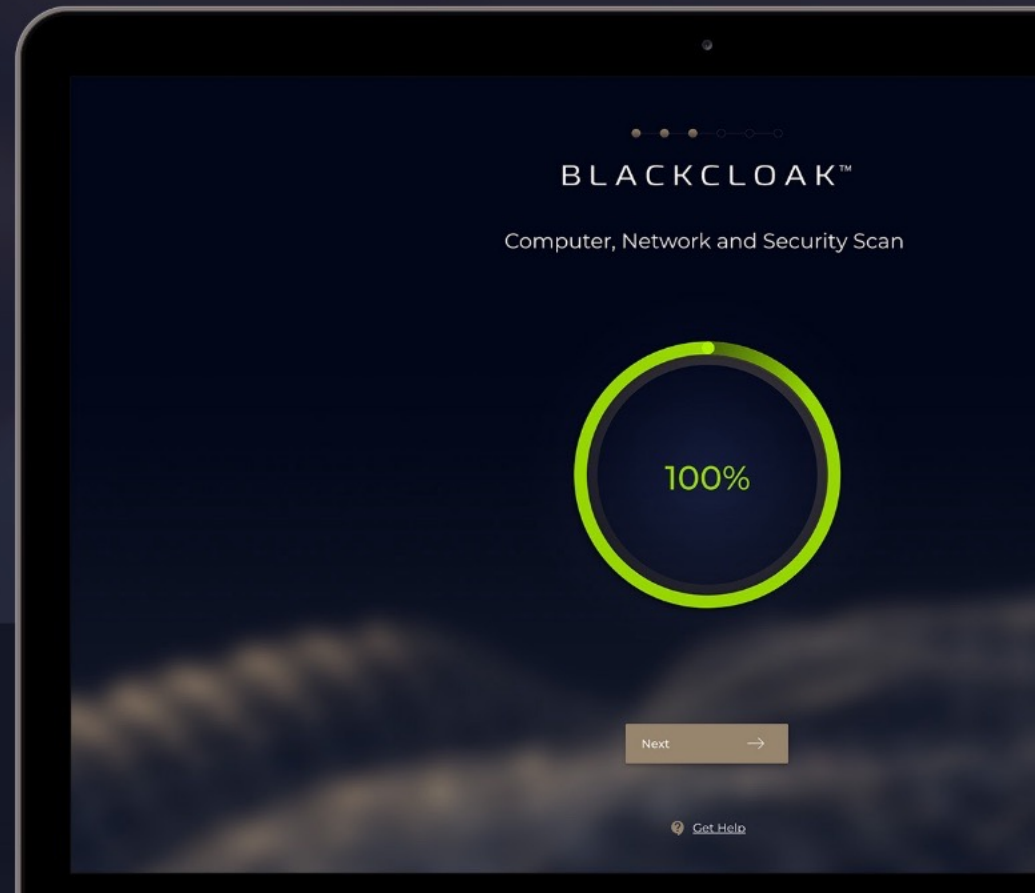 BLACKCLOAK™
Computer, Network and Security Scan
100%
Next
Get Help